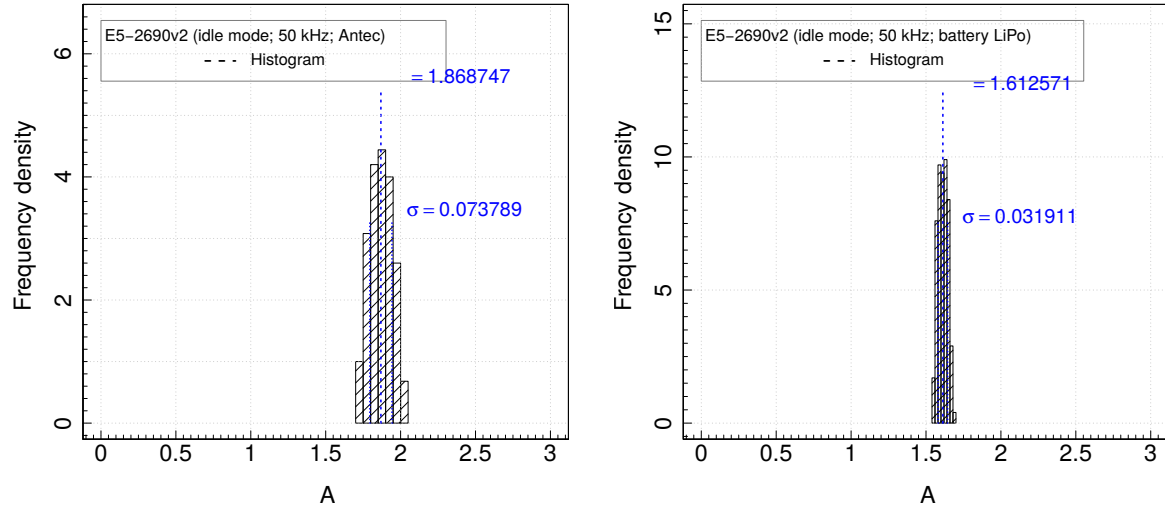 E5−2690v2 (idle mode; 50 kHz; Antec)
Histogram
= 1.868747
σ = 0.073789
Frequency density
0
2
4
6
0 0.5 1 1.5 2 2.5 3
A
E5−2690v2 (idle mode; 50 kHz; battery LiPo)
Histogram
= 1.612571
σ = 0.031911
Frequency density
0
5
10
15
0 0.5 1 1.5 2 2.5 3
A